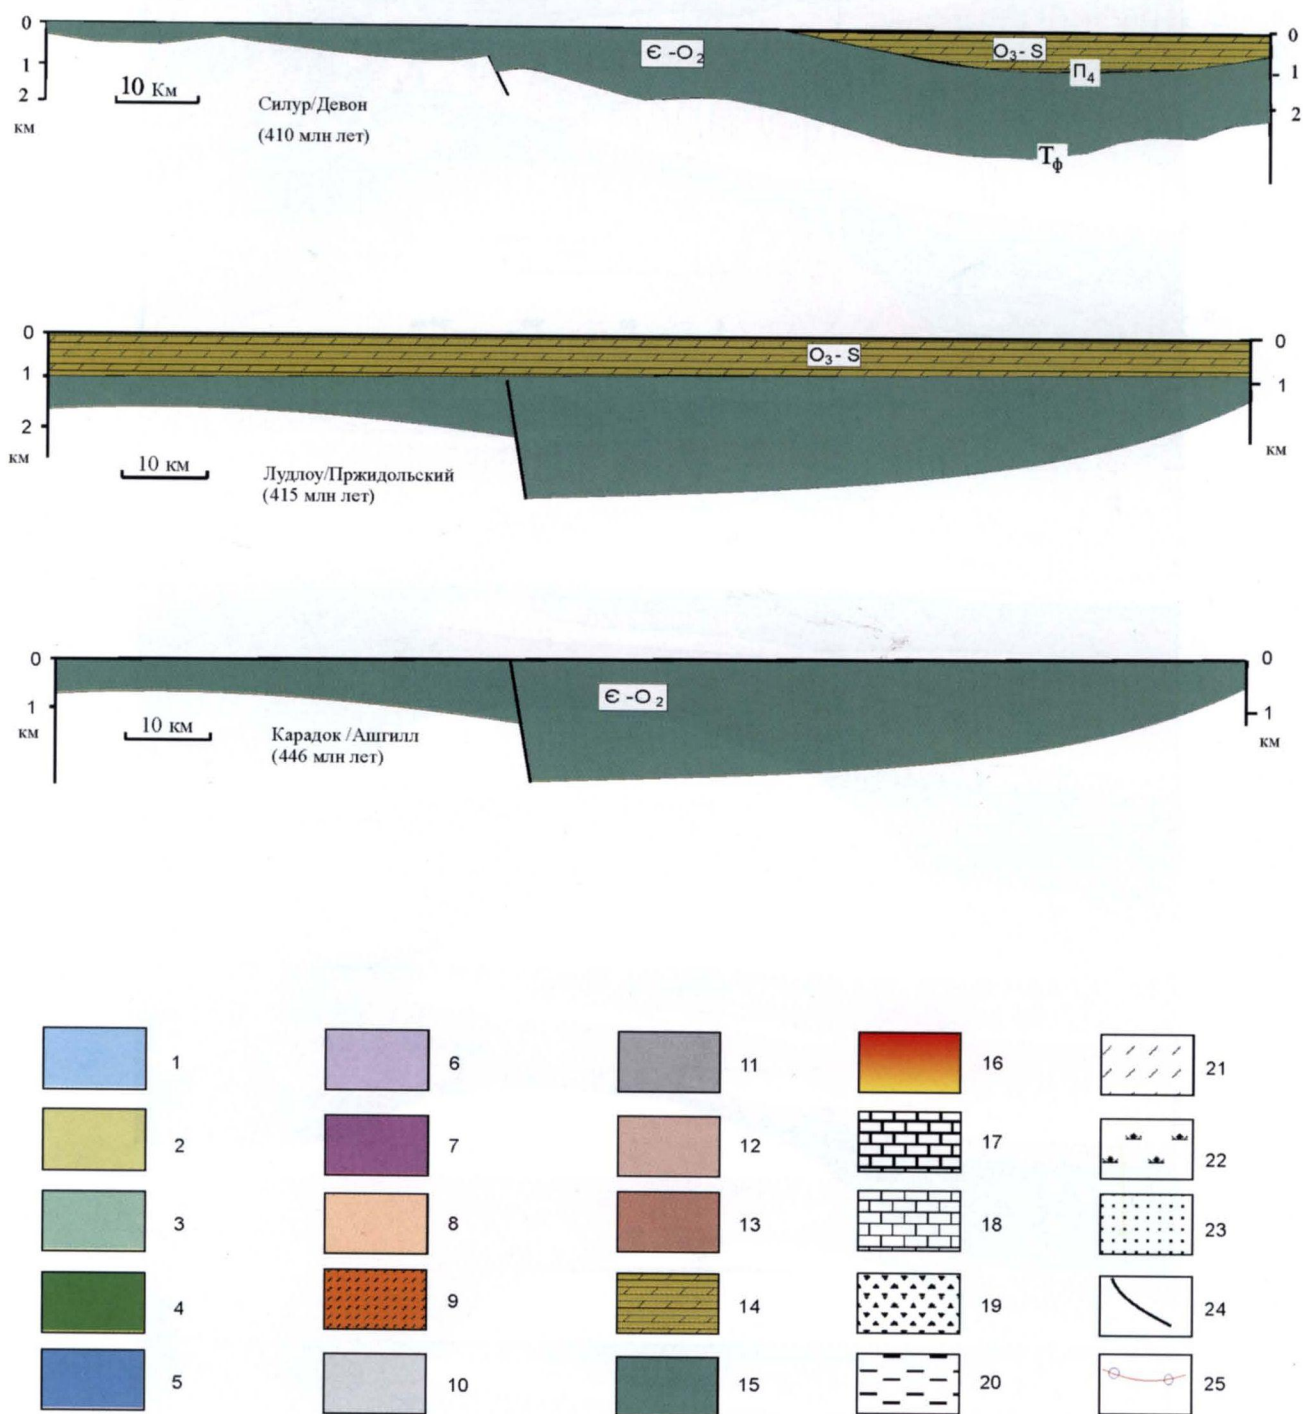 0
1
2
км
10 Км
Силур/Девон
(410 млн лет)
Є -O2
O3- S
П4
Тф
0
1
2
0
1
2
км
10 км
Лудлоу/Пржидольский
(415 млн лет)
O3- S
0
1
км
0
1
км
10 км
Карадок /Ашгилл
(446 млн лет)
Є -O2
0
1
км
1
6
11
16
21
2
7
12
17
22
3
8
13
18
23
4
9
14
19
24
5
10
15
20
25